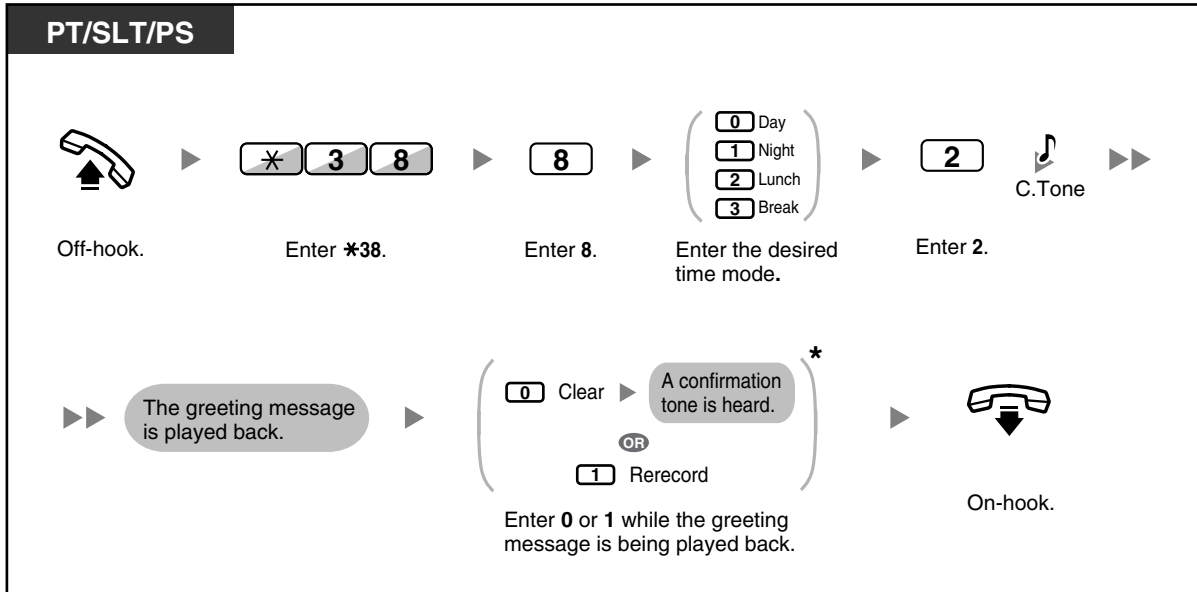 PT/SLT/PS
✳ 3 8
8
0 Day
1 Night
2 Lunch
3 Break
2
C.Tone
Off-hook.
Enter ✳38.
Enter 8.
Enter the desired
time mode.
Enter 2.
The greeting message
is played back.
0 Clear
A confirmation
tone is heard.
*
OR
1 Rerecord
Enter 0 or 1 while the greeting
message is being played back.
On-hook.